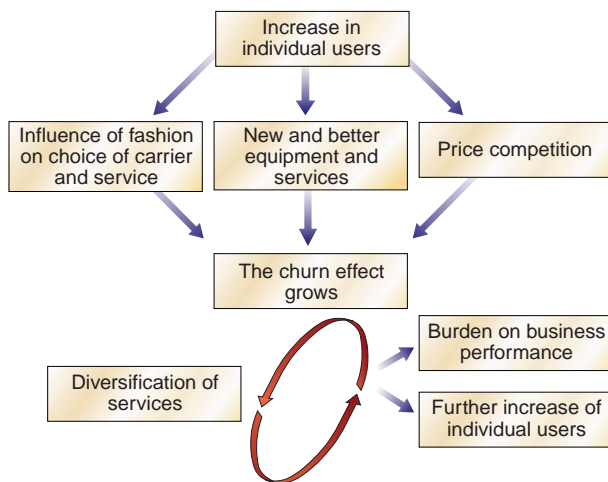 Increase in
individual users
Influence of fashion
on choice of carrier
and service
New and better
equipment and
services
Price competition
The churn effect
grows
Burden on business
performance
Diversification of
services
Further increase of
individual users